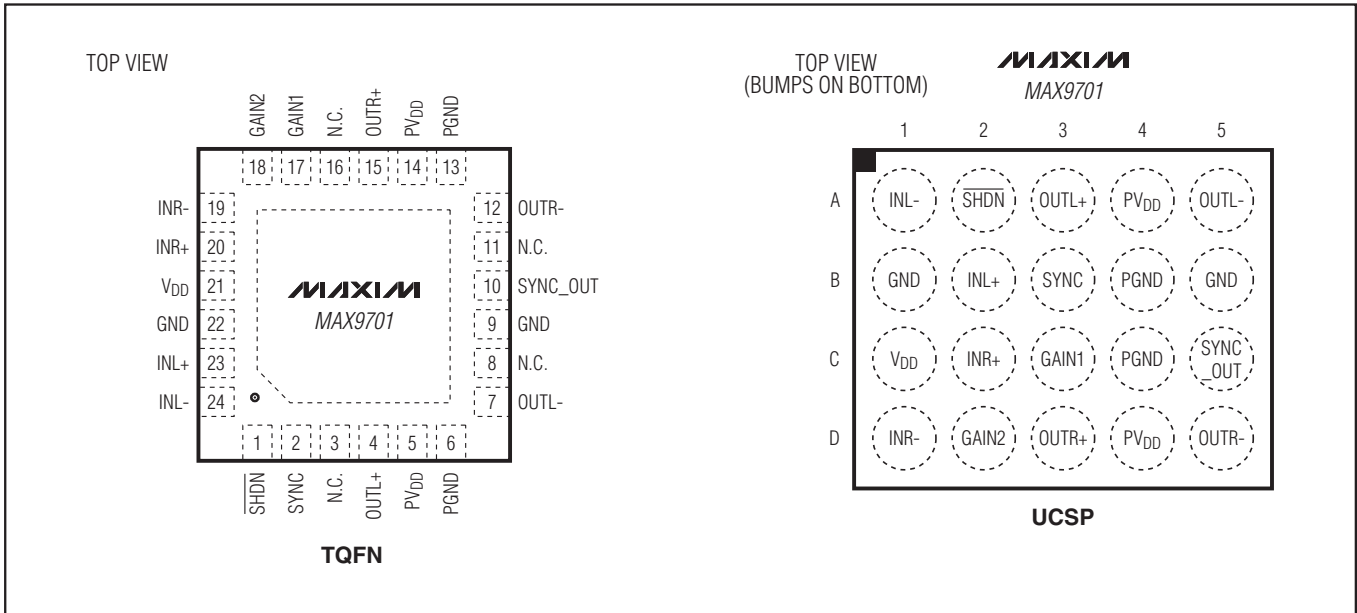 TOP VIEW
GAIN2
GAIN1
N.C.
OUTR+
PVDD
PGND
18 17 16 15 14 13
INR- 19
INR+ 20
VDD 21
GND 22
INL+ 23
INL- 24
MAXIM
MAX9701
12 OUTR-
11 N.C.
10 SYNC_OUT
9 GND
8 N.C.
7 OUTL-
1 2 3 4 5 6
SHDN
SYNC
N.C.
OUTL+
PVDD
PGND
TQFN
TOP VIEW
(BUMPS ON BOTTOM)
MAXIM
MAX9701
1 2 3 4 5
A INL- SHDN OUTL+ PVDD OUTL-
B GND INL+ SYNC PGND GND
C VDD INR+ GAIN1 PGND SYNC
_OUT
D INR- GAIN2 OUTR+ PVDD OUTR-
UCSP